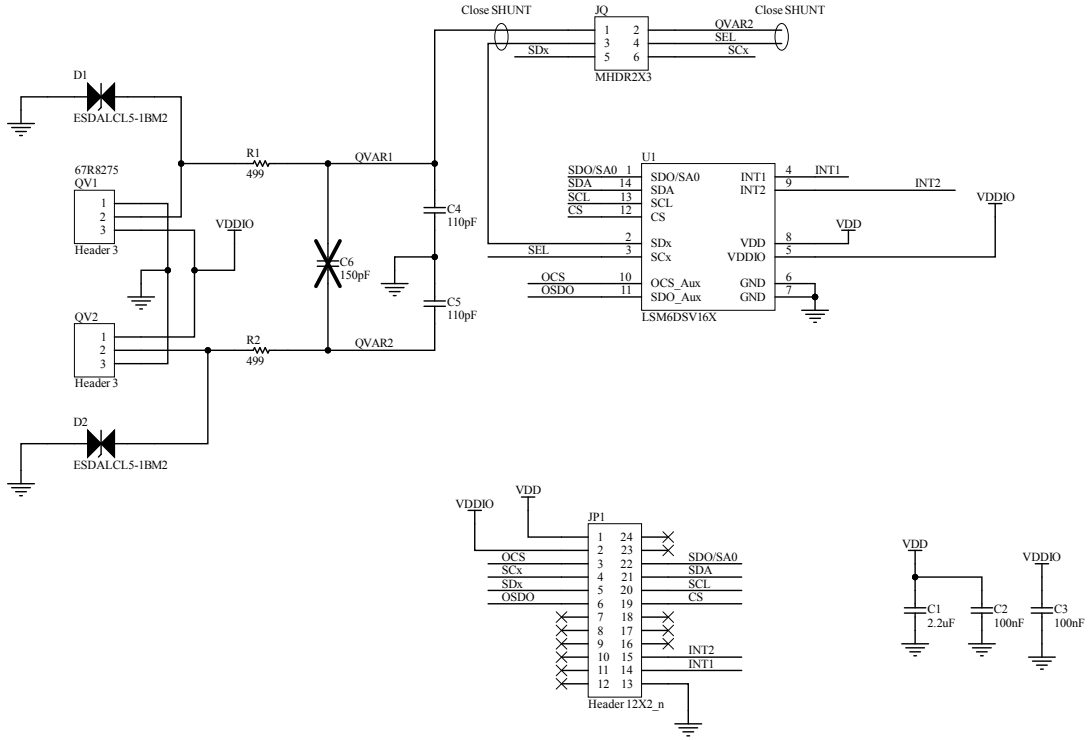 Close SHUNT
JQ
Close SHUNT
1 2 QVAR2
3 4 SEL
SDx 5 6 SCx
MHDR2X3
D1
ESDALCL5-1BM2
R1
499
QVAR1
67R8275
QV1
1
2
3
Header 3
VDDIO
C4
110pF
C6
150pF
C5
110pF
QV2
1
2
3
Header 3
R2
499
QVAR2
D2
ESDALCL5-1BM2
U1
SDO/SA0 1 SDO/SA0 INT1 4 INT1
SDA 14 SDA INT2 9 INT2
SCL 13 SCL
CS 12 CS
VDDIO
VDD
2 SDx VDD 8
SEL 3 SCx VDDIO 5
OCS 10 OCS_Aux GND 6
OSDO 11 SDO_Aux GND 7
LSM6DSV16X
VDD
VDDIO
JP1
1 24
2 23
OCS 3 22 SDO/SA0
SCx 4 21 SDA
SDx 5 20 SCL
OSDO 6 19 CS
7 18
8 17
9 16
10 15 INT2
11 14 INT1
12 13
Header 12X2_n
VDD
C1
2.2uF
C2
100nF
VDDIO
C3
100nF